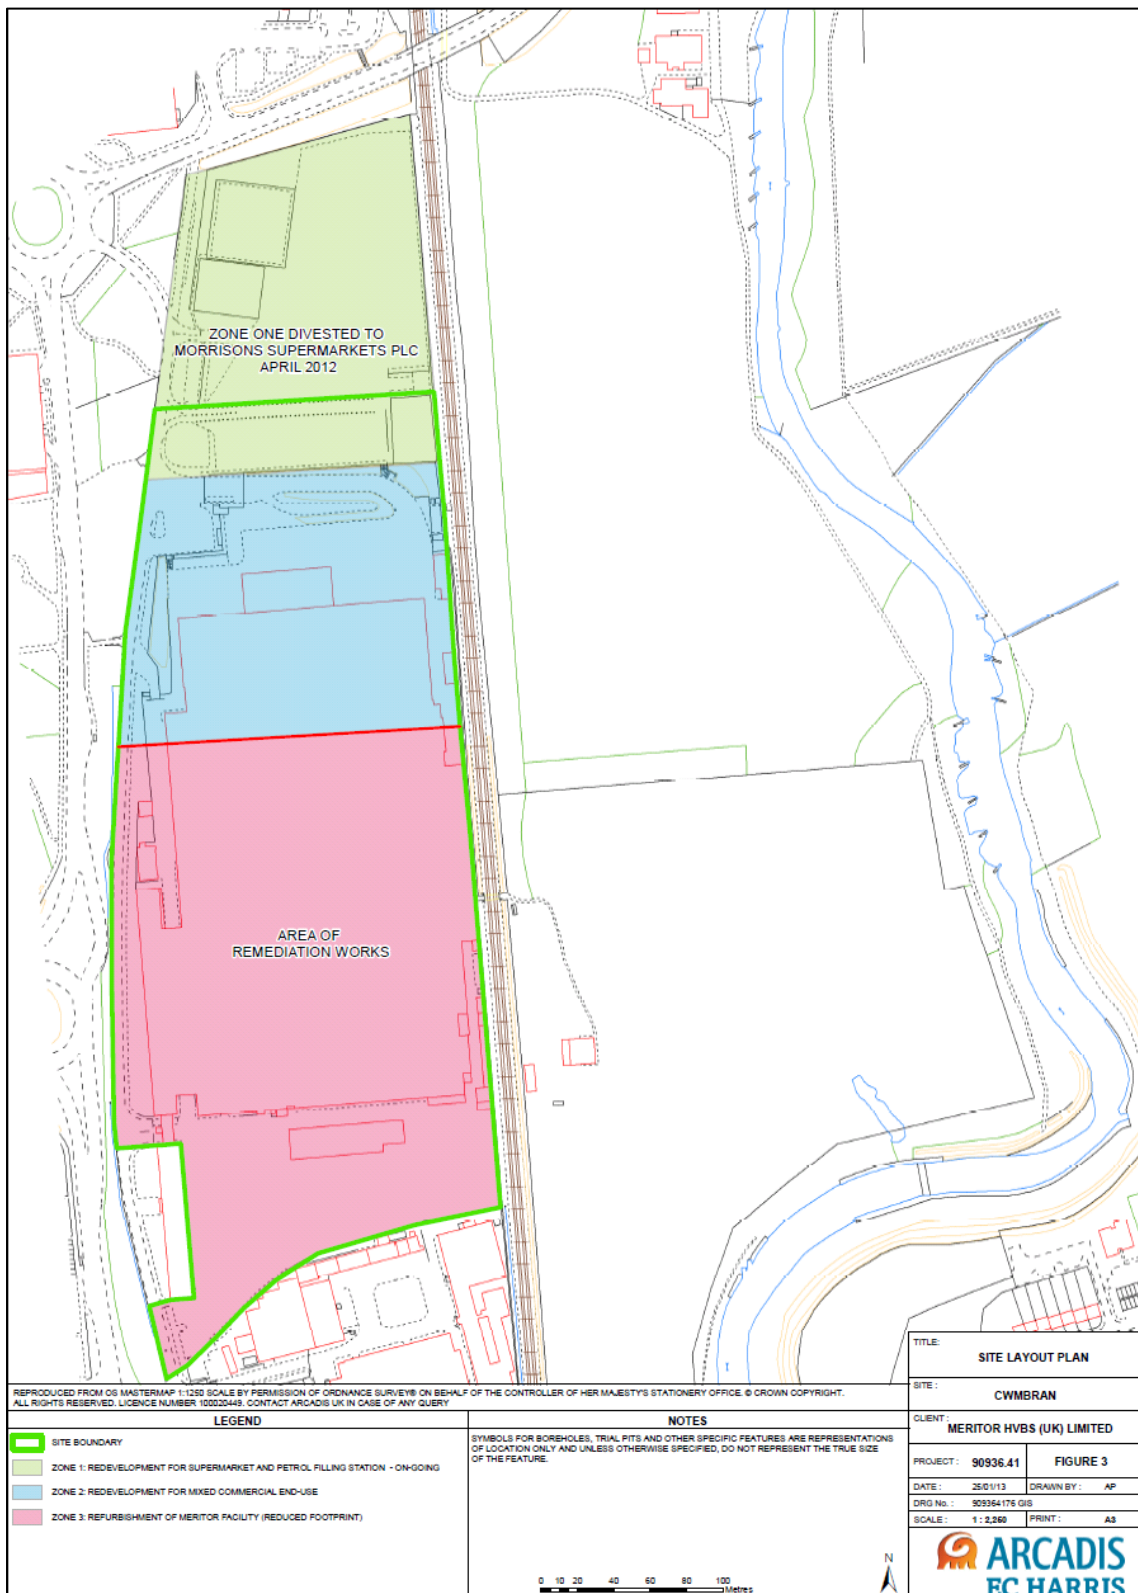 ZONE ONE DIVESTED TO
MORRISONS SUPERMARKETS PLC
APRIL 2012
AREA OF
REMEDIATION WORKS
REPRODUCED FROM OS MASTERMAP 1:1250 SCALE BY PERMISSION OF ORDNANCE SURVEY® ON BEHALF OF THE CONTROLLER OF HER MAJESTY'S STATIONERY OFFICE. © CROWN COPYRIGHT.
ALL RIGHTS RESERVED. LICENCE NUMBER 100020449. CONTACT ARCADIS UK IN CASE OF ANY QUERY
LEGEND
SITE BOUNDARY
ZONE 1: REDEVELOPMENT FOR SUPERMARKET AND PETROL FILLING STATION - ON-GOING
ZONE 2: REDEVELOPMENT FOR MIXED COMMERCIAL END-USE
ZONE 3: REFURBISHMENT OF MERITOR FACILITY (REDUCED FOOTPRINT)
NOTES
SYMBOLS FOR BOREHOLES, TRIAL PITS AND OTHER SPECIFIC FEATURES ARE REPRESENTATIONS
OF LOCATION ONLY AND UNLESS OTHERWISE SPECIFIED, DO NOT REPRESENT THE TRUE SIZE
OF THE FEATURE.
0 10 20 40 60 80 100
Metres
N
TITLE:
SITE LAYOUT PLAN
SITE :
CWMBRAN
CLIENT :
MERITOR HVBS (UK) LIMITED
PROJECT : 90936.41 FIGURE 3
DATE : 25/01/13 DRAWN BY : AP
DRG No. : 909364176 GIS
SCALE : 1 : 2,250 PRINT : A3
ARCADIS
EC HARRIS